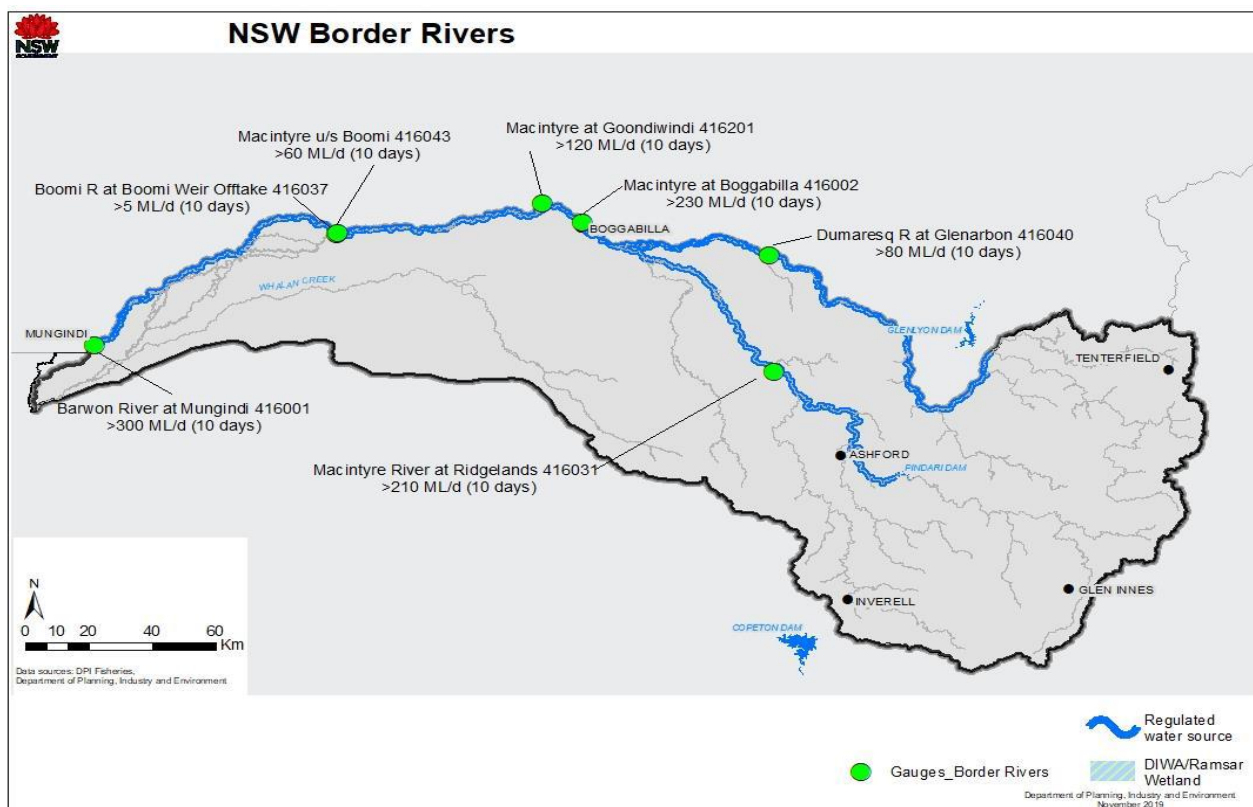 NSW
GOVERNMENT
NSW Border Rivers
Macintyre u/s Boomi 416043
>60 ML/d (10 days)
Macintyre at Goondiwindi 416201
>120 ML/d (10 days)
Boomi R at Boomi Weir Offtake 416037
>5 ML/d (10 days)
Macintyre at Boggabilla 416002
>230 ML/d (10 days)
BOGGABILLA
Dumaresq R at Glenarbon 416040
>80 ML/d (10 days)
WHALAN CREEK
MUNGINDI
GLENLYON DAM
TENTERFIELD
Barwon River at Mungindi 416001
>300 ML/d (10 days)
Macintyre River at Ridgelands 416031
>210 ML/d (10 days)
ASHFORD
PINDARI DAM
GLEN INNES
INVERELL
COPETON DAM
N
0 10 20 40 60
Km
Data sources: DPI Fisheries,
Department of Planning, Industry and Environment
Regulated
water source
Gauges_Border Rivers
DIWA/Ramsar
Wetland
Department of Planning, Industry and Environment
November 2019